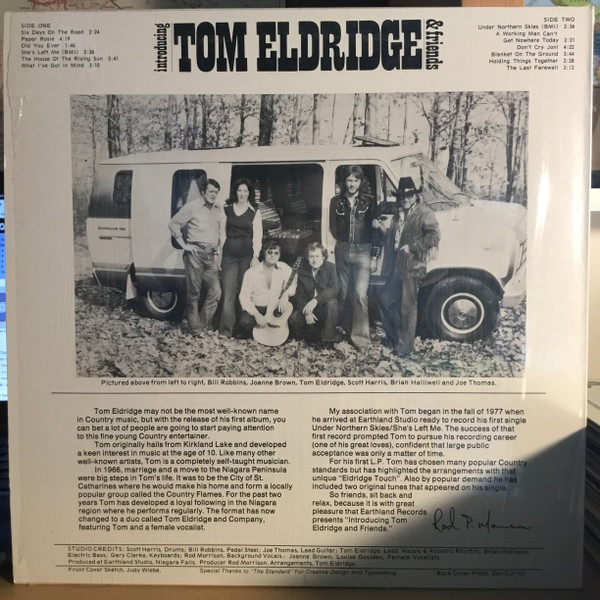 SIDE ONE
Six Days On The Road 2:24
Paper Rosie 4:19
Did You Ever 1:46
She's Left Me (BMI) 2:36
The House Of The Rising Sun 3:41
What I've Got In Mind 3:10
introducing
TOM ELDRIDGE
& friends
SIDE TWO
Under Northern Skies (BMI) 2:36
A Working Man Can't
Get Nowhere Today 2:21
Don't Cry Joni 4:22
Blanket On The Ground 3:44
Holding Things Together 2:28
The Last Farewell 3:12
Pictured above from left to right, Bill Robbins, Joanne Brown, Tom Eldridge, Scott Harris, Brian Halliwell and Joe Thomas.
Tom Eldridge may not be the most well-known name
in Country music, but with the release of his first album, you
can bet a lot of people are going to start paying attention
to this fine young Country entertainer.
Tom originally hails from Kirkland Lake and developed
a keen interest in music at the age of 10. Like many other
well-known artists, Tom is a completely self-taught musician.
In 1966, marriage and a move to the Niagara Peninsula
were big steps in Tom's life. It was to be the City of St.
Catharines where he would make his home and form a locally
popular group called the Country Flames. For the past two
years Tom has developed a loyal following in the Niagara
region where he performs regularly. The format has now
changed to a duo called Tom Eldridge and Company,
featuring Tom and a female vocalist.
My association with Tom began in the fall of 1977 when
he arrived at Earthland Studio ready to record his first single
Under Northern Skies/She's Left Me. The success of that
first record prompted Tom to pursue his recording career
(one of his great loves), confident that large public
acceptance was only a matter of time.
For his first L.P. Tom has chosen many popular Country
standards but has highlighted the arrangements with that
unique "Eldridge Touch". Also by popular demand he has
included two original tunes that appeared on his single.
So friends, sit back and
relax, because it is with great
pleasure that Earthland Records
presents "Introducing Tom
Eldridge and Friends."
STUDIO CREDITS: Scott Harris, Drums; Bill Robbins, Pedal Steel; Joe Thomas, Lead Guitar; Tom Eldridge, Lead Vocals & Acoustic Rhythm; Brian Halliwell,
Electric Bass; Gary Clarke, Keyboards; Rod Morrison, Background Vocals; Joanne Brown, Louise Goulden, Female Vocalists.
Produced at Earthland Studio, Niagara Falls. Producer Rod Morrison. Arrangements, Tom Eldridge.
Front Cover Sketch, Judy Wiebe. Special Thanks to "The Standard" For Creative Design And Typesetting. Back Cover Photo,